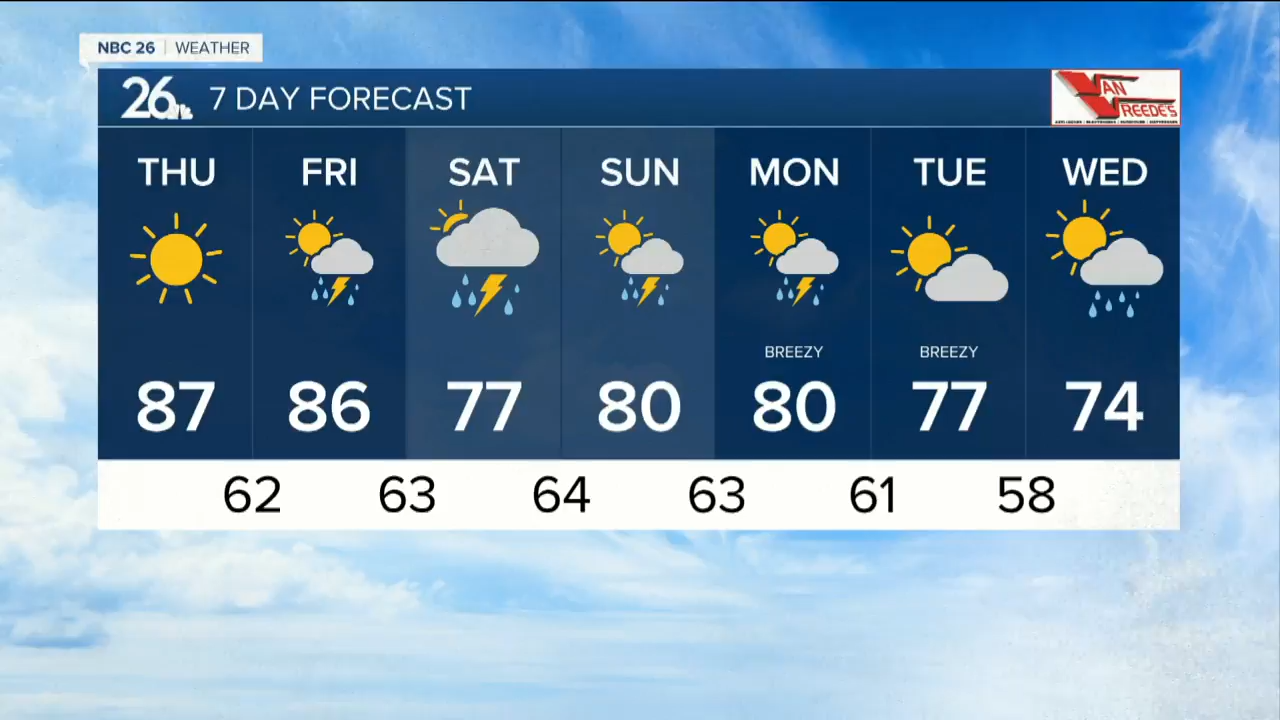 NBC 26 | WEATHER
26 7 DAY FORECAST
VAN VREEDE'S
THU FRI SAT SUN MON TUE WED
BREEZY BREEZY
87 86 77 80 80 77 74
62 63 64 63 61 58